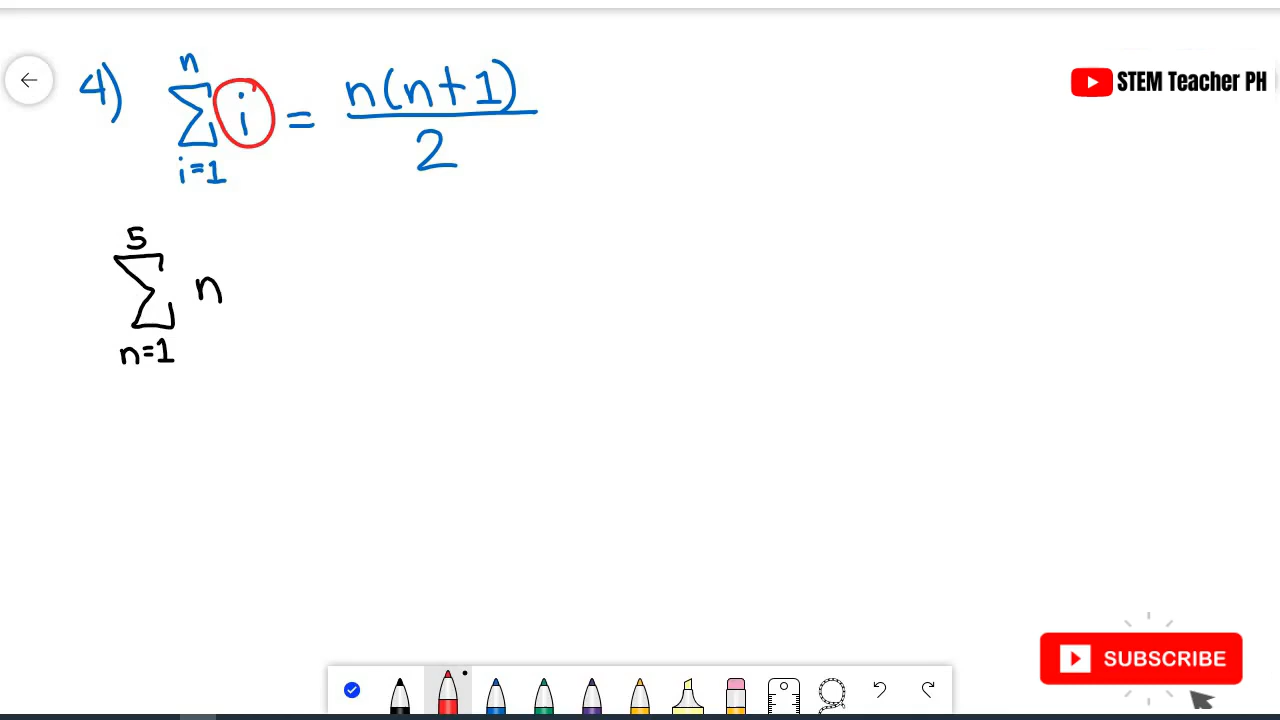 STEM Teacher PH
4) n∑i=1 i = n(n+1)/2
5∑n=1 n
SUBSCRIBE